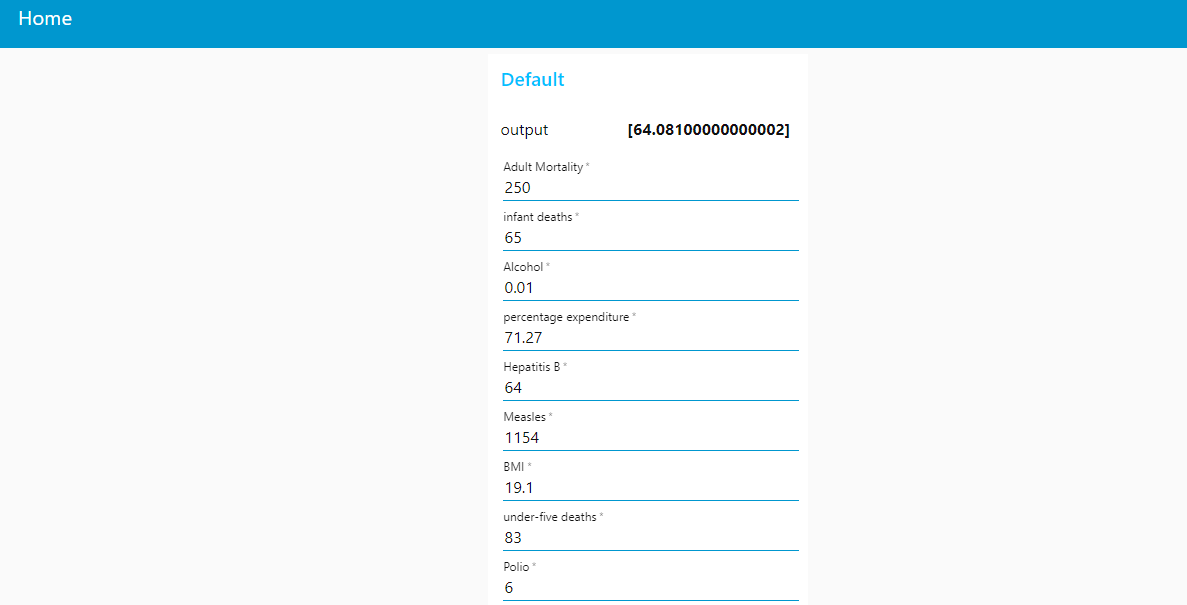 Home
Default
output [64.08100000000002]
Adult Mortality *
250
infant deaths *
65
Alcohol *
0.01
percentage expenditure *
71.27
Hepatitis B *
64
Measles *
1154
BMI *
19.1
under-five deaths *
83
Polio *
6